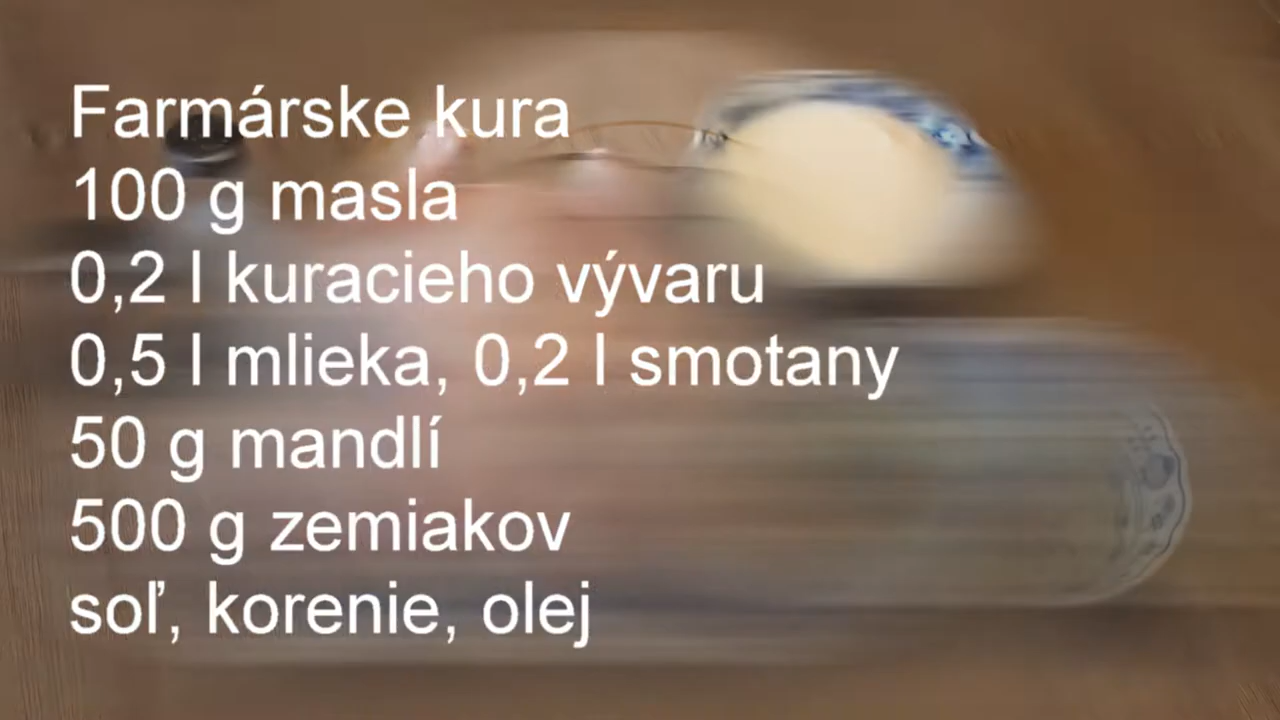 Farmárske kura
100 g masla
0,2 l kuracieho vývaru
0,5 l mlieka, 0,2 l smotany
50 g mandlí
500 g zemiakov
soľ, korenie, olej